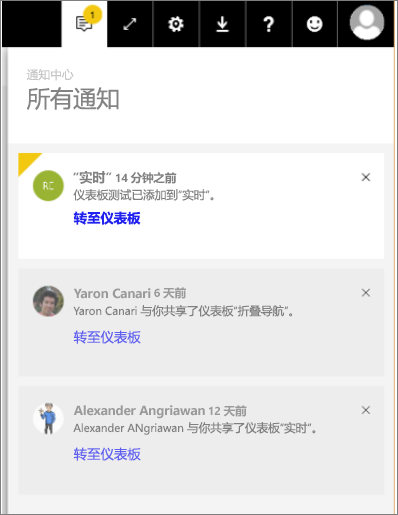 1
通知中心
所有通知
RC
“实时” 14 分钟之前
仪表板测试已添加到“实时”。
转至仪表板
Yaron Canari 6 天前
Yaron Canari 与你共享了仪表板“折叠导航”。
转至仪表板
Alexander Angriawan 12 天前
Alexander ANgriawan 与你共享了仪表板“实时”。
转至仪表板